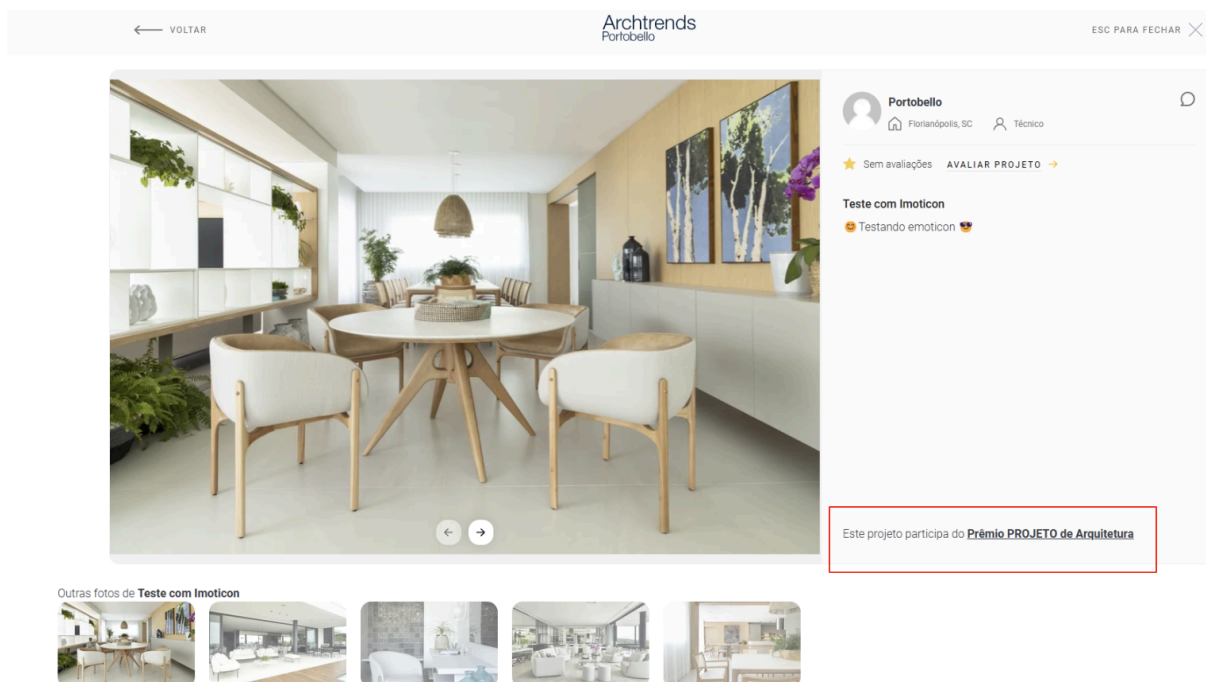 VOLTAR
Archtrends
Portobello
ESC PARA FECHAR
Portobello
Florianópolis, SC
Técnico
Sem avaliações
AVALIAR PROJETO
Teste com Imoticon
😊 Testando emoticon 😎
Este projeto participa do Prêmio PROJETO de Arquitetura
Outras fotos de Teste com Imoticon